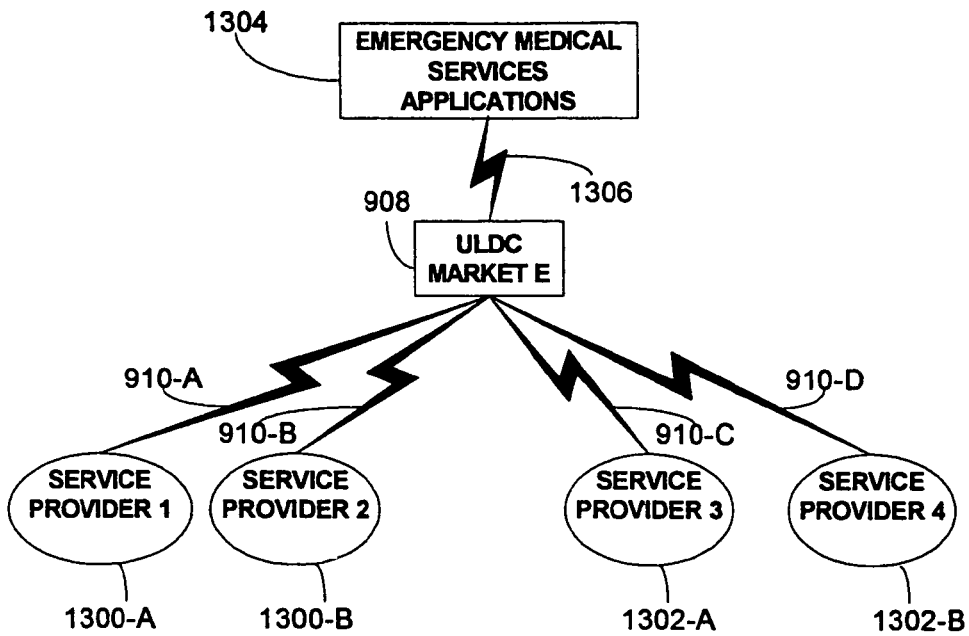 1304
EMERGENCY MEDICAL
SERVICES
APPLICATIONS
1306
908
ULDC
MARKET E
910-A
910-B
910-C
910-D
SERVICE
PROVIDER 1
SERVICE
PROVIDER 2
SERVICE
PROVIDER 3
SERVICE
PROVIDER 4
1300-A
1300-B
1302-A
1302-B